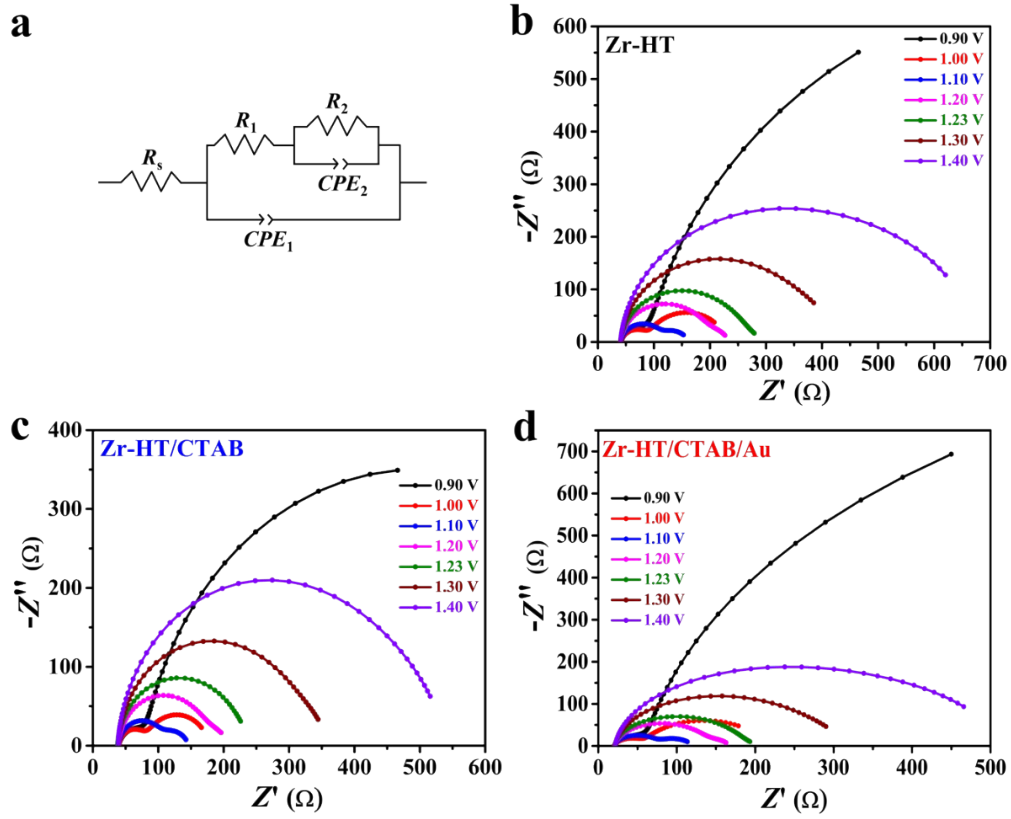 a
R1
R2
Rs
CPE2
CPE1
b
Zr-HT
0.90 V
1.00 V
1.10 V
1.20 V
1.23 V
1.30 V
1.40 V
600
500
400
300
200
100
0
-Z'' (Ω)
0 100 200 300 400 500 600 700
Z' (Ω)
c
Zr-HT/CTAB
0.90 V
1.00 V
1.10 V
1.20 V
1.23 V
1.30 V
1.40 V
400
300
200
100
0
-Z'' (Ω)
0 100 200 300 400 500 600
Z' (Ω)
d
Zr-HT/CTAB/Au
0.90 V
1.00 V
1.10 V
1.20 V
1.23 V
1.30 V
1.40 V
700
600
500
400
300
200
100
0
-Z'' (Ω)
0 100 200 300 400 500
Z' (Ω)